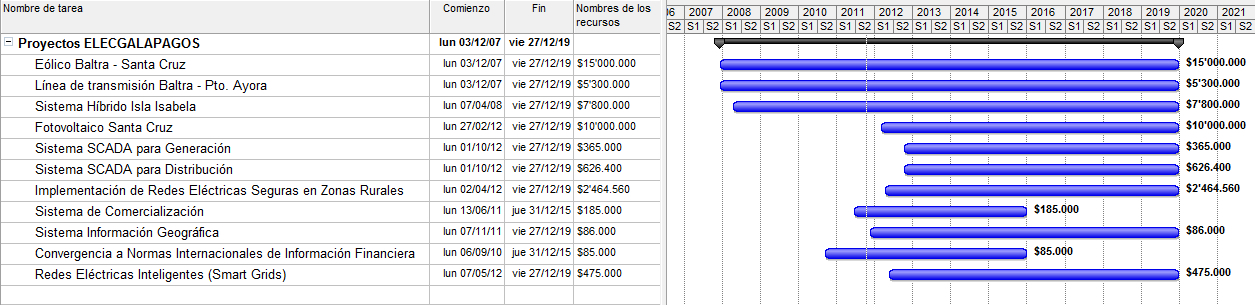 Nombre de tarea Comienzo Fin Nombres de los recursos
06 2007 2008 2009 2010 2011 2012 2013 2014 2015 2016 2017 2018 2019 2020 2021
S2 S1 S2 S1 S2 S1 S2 S1 S2 S1 S2 S1 S2 S1 S2 S1 S2 S1 S2 S1 S2 S1 S2 S1 S2 S1 S2 S1 S2 S1 S2
Proyectos ELECGALAPAGOS lun 03/12/07 vie 27/12/19
Eólico Baltra - Santa Cruz lun 03/12/07 vie 27/12/19 $15'000.000 $15'000.000
Línea de transmisión Baltra - Pto. Ayora lun 03/12/07 vie 27/12/19 $5'300.000 $5'300.000
Sistema Híbrido Isla Isabela lun 07/04/08 vie 27/12/19 $7'800.000 $7'800.000
Fotovoltaico Santa Cruz lun 27/02/12 vie 27/12/19 $10'000.000 $10'000.000
Sistema SCADA para Generación lun 01/10/12 vie 27/12/19 $365.000 $365.000
Sistema SCADA para Distribución lun 01/10/12 vie 27/12/19 $626.400 $626.400
Implementación de Redes Eléctricas Seguras en Zonas Rurales lun 02/04/12 vie 27/12/19 $2'464.560 $2'464.560
Sistema de Comercialización lun 13/06/11 jue 31/12/15 $185.000 $185.000
Sistema Información Geográfica lun 07/11/11 vie 27/12/19 $86.000 $86.000
Convergencia a Normas Internacionales de Información Financiera lun 06/09/10 jue 31/12/15 $85.000 $85.000
Redes Eléctricas Inteligentes (Smart Grids) lun 07/05/12 vie 27/12/19 $475.000 $475.000